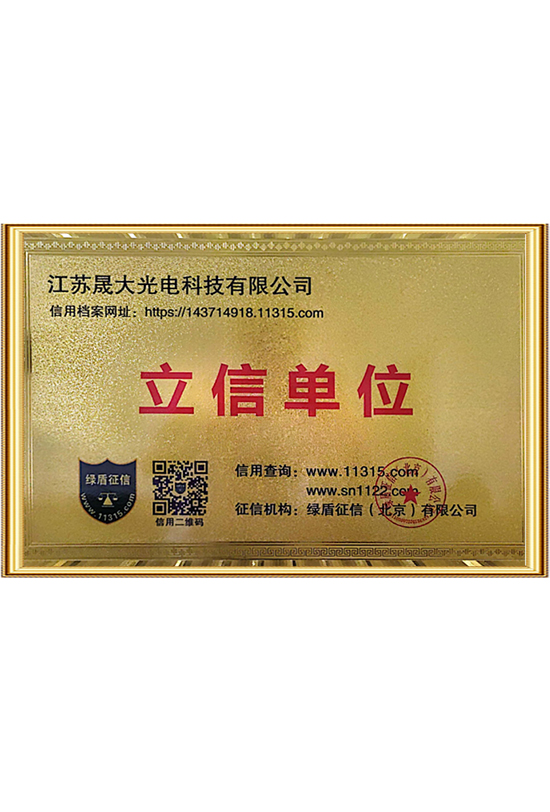 江苏晟大光电科技有限公司
信用档案网址：https://143714918.11315.com
立信单位
绿盾征信
www.11315.com
信用二维码
信用查询：www.11315.com
www.sn1122.com
征信机构：绿盾征信（北京）有限公司